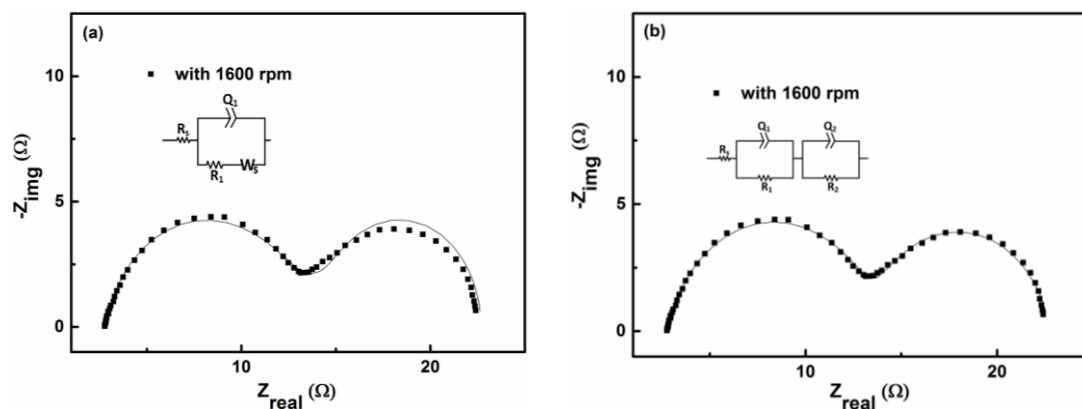 (a)
with 1600 rpm
Q1
Rs
R1
Ws
10
5
0
10
20
-Zimg (Ω)
Zreal (Ω)
(b)
with 1600 rpm
Q1
Q2
Rs
R1
R2
10
5
0
10
20
-Zimg (Ω)
Zreal (Ω)